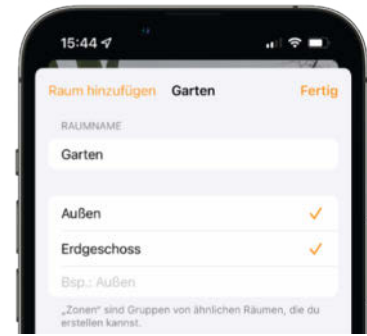 15:44
Raum hinzufügen Garten Fertig
RAUMNAME
Garten
Außen
Erdgeschoss
Bsp.: Außen
„Zonen“ sind Gruppen von ähnlichen Räumen, die du
erstellen kannst.